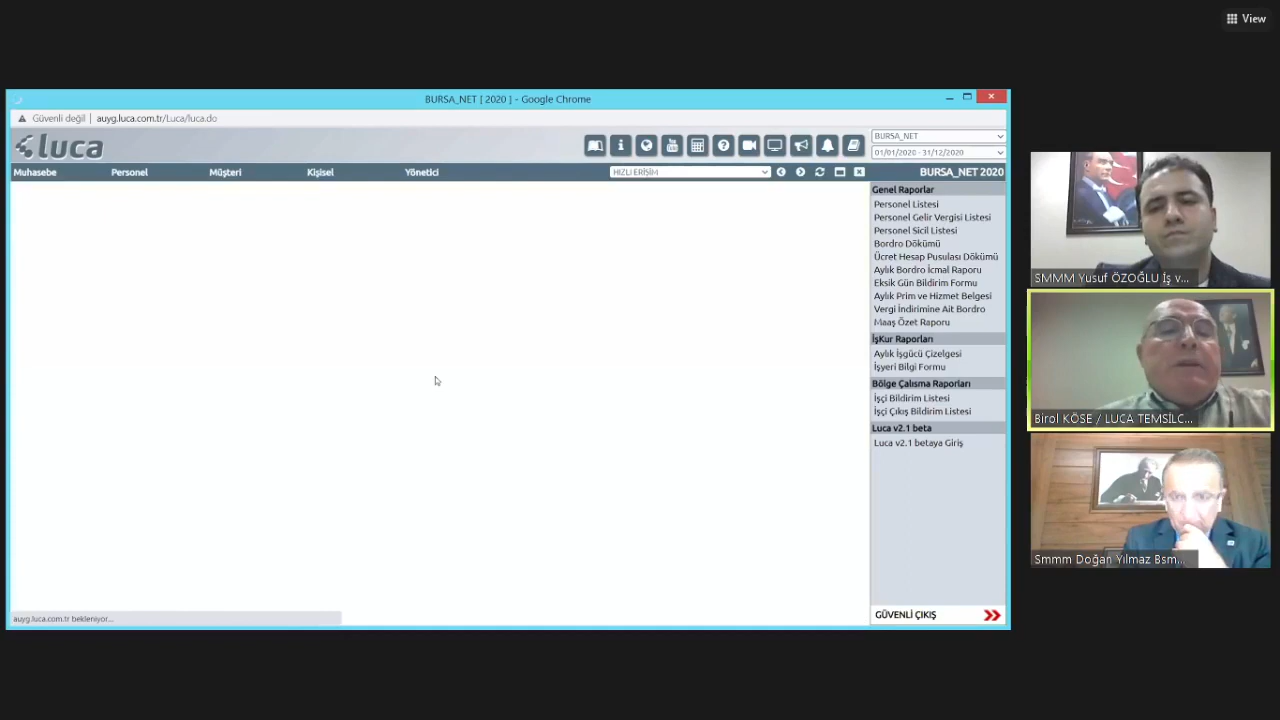 View
BURSA_NET [ 2020 ] - Google Chrome
Güvenli değil
auyg.luca.com.tr/Luca/luca.do
luca
BURSA_NET
01/01/2020 - 31/12/2020
Muhasebe
Personel
Müşteri
Kişisel
Yönetici
HIZLI ERİŞİM
BURSA_NET 2020
Genel Raporlar
Personel Listesi
Personel Gelir Vergisi Listesi
Personel Sicil Listesi
Bordro Dökümü
Ücret Hesap Pusulası Dökümü
Aylık Bordro İcmal Raporu
Eksik Gün Bildirim Formu
Aylık Prim ve Hizmet Belgesi
Vergi İndirimine Ait Bordro
Maaş Özet Raporu
İşKur Raporları
Aylık İşgücü Çizelgesi
İşyeri Bilgi Formu
Bölge Çalısma Raporları
İşçi Bildirim Listesi
İşçi Çıkış Bildirim Listesi
Luca v2.1 beta
Luca v2.1 betaya Giriş
GÜVENLİ ÇIKIŞ
auyg.luca.com.tr bekleniyor...
SMMM Yusuf ÖZOĞLU İş v...
Birol KÖSE / LUCA TEMSİLC...
Smmm Doğan Yılmaz Bsm...